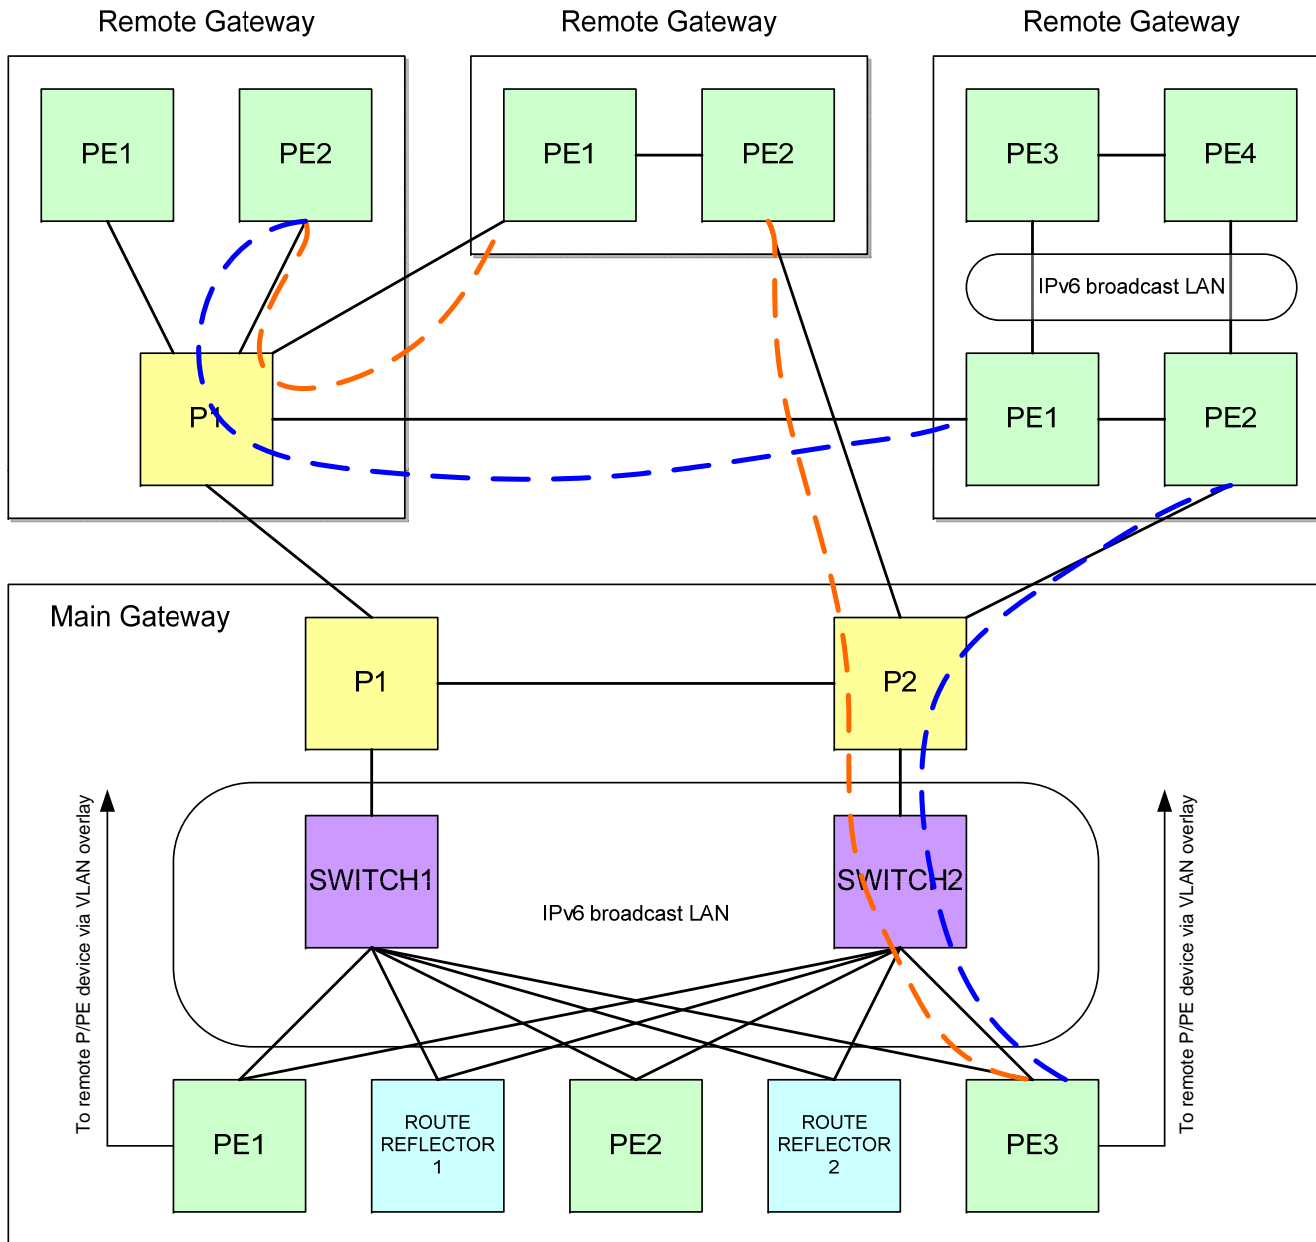 Remote Gateway
Remote Gateway
Remote Gateway
PE1
PE2
PE1
PE2
PE3
PE4
IPv6 broadcast LAN
P1
PE1
PE2
Main Gateway
P1
P2
To remote P/PE device via VLAN overlay
SWITCH1
SWITCH2
IPv6 broadcast LAN
To remote P/PE device via VLAN overlay
PE1
ROUTE
REFLECTOR
1
PE2
ROUTE
REFLECTOR
2
PE3